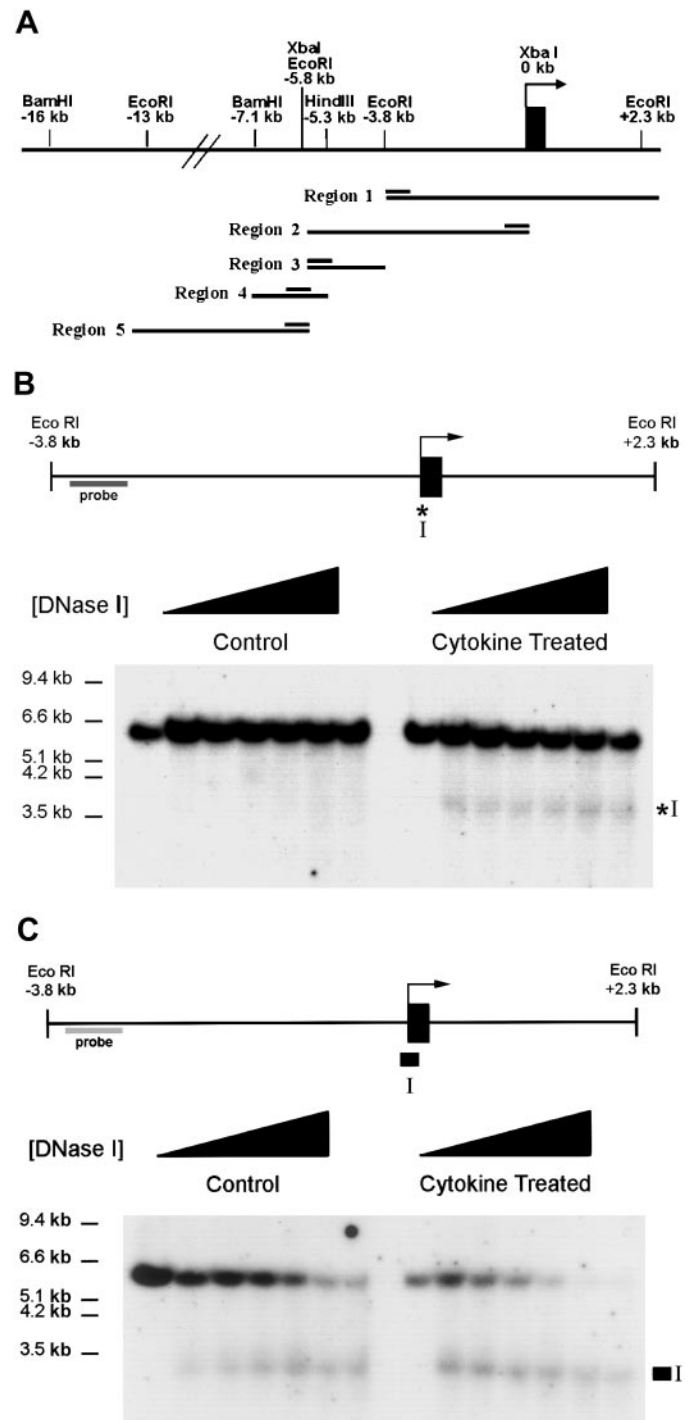 A
XbaI
EcoRI
-5.8 kb
Xba I
0 kb
BamHI
-16 kb
EcoRI
-13 kb
BamHI
-7.1 kb
HindIII
-5.3 kb
EcoRI
-3.8 kb
EcoRI
+2.3 kb
Region 1
Region 2
Region 3
Region 4
Region 5
B
Eco RI
-3.8 kb
Eco RI
+2.3 kb
probe
*
I
[DNase I]
Control
Cytokine Treated
9.4 kb
6.6 kb
5.1 kb
4.2 kb
3.5 kb
*I
C
Eco RI
-3.8 kb
Eco RI
+2.3 kb
probe
I
[DNase I]
Control
Cytokine Treated
9.4 kb
6.6 kb
5.1 kb
4.2 kb
3.5 kb
I